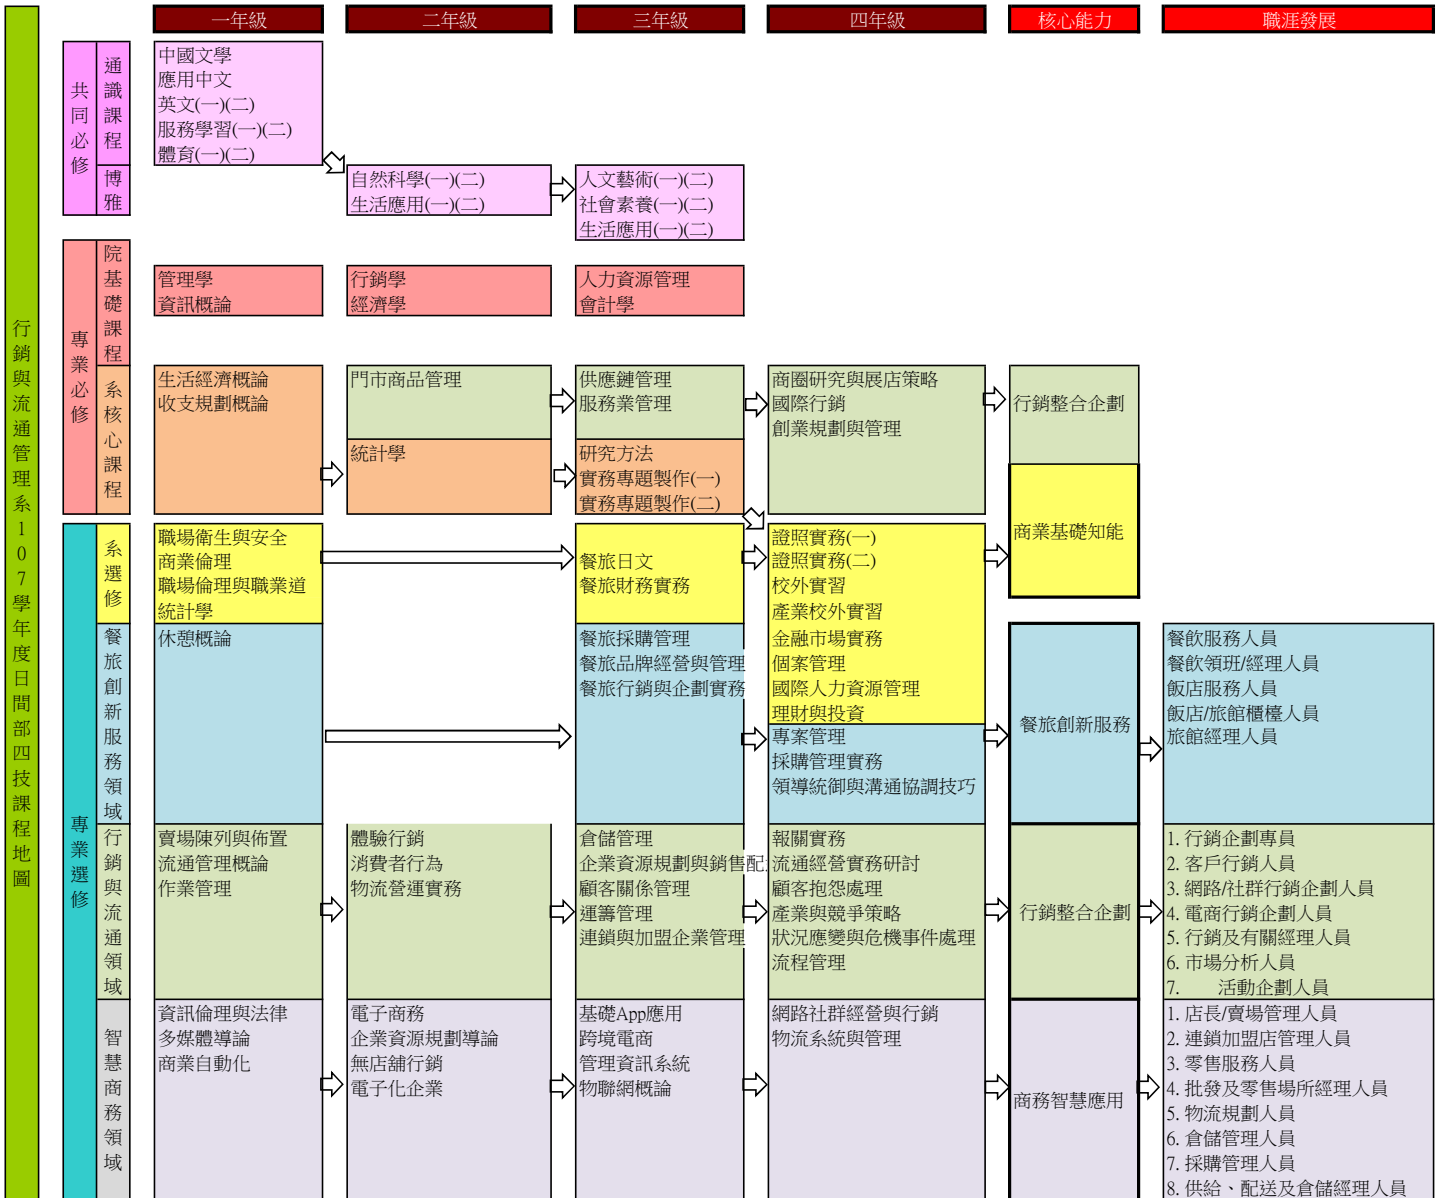 一年級
二年級
三年級
四年級
核心能力
職涯發展
行銷與流通管理系107學年度日間部四技課程地圖
共同必修
通識課程
中國文學
應用中文
英文(一)(二)
服務學習(一)(二)
體育(一)(二)
博雅
自然科學(一)(二)
生活應用(一)(二)
人文藝術(一)(二)
社會素養(一)(二)
生活應用(一)(二)
專業必修
院基礎課程
管理學
資訊概論
行銷學
經濟學
人力資源管理
會計學
系核心課程
生活經濟概論
收支規劃概論
門市商品管理
統計學
供應鏈管理
服務業管理
研究方法
實務專題製作(一)
實務專題製作(二)
商圈研究與展店策略
國際行銷
創業規劃與管理
行銷整合企劃
商業基礎知能
專業選修
系選修
職場衛生與安全
商業倫理
職場倫理與職業道
統計學
餐旅日文
餐旅財務實務
證照實務(一)
證照實務(二)
校外實習
產業校外實習
金融市場實務
個案管理
國際人力資源管理
理財與投資
餐旅創新服務領域
休憩概論
餐旅採購管理
餐旅品牌經營與管理
餐旅行銷與企劃實務
專案管理
採購管理實務
領導統御與溝通協調技巧
餐旅創新服務
餐飲服務人員
餐飲領班/經理人員
飯店服務人員
飯店/旅館櫃檯人員
旅館經理人員
行銷與流通領域
賣場陳列與佈置
流通管理概論
作業管理
體驗行銷
消費者行為
物流營運實務
倉儲管理
企業資源規劃與銷售配
顧客關係管理
運籌管理
連鎖與加盟企業管理
報關實務
流通經營實務研討
顧客抱怨處理
產業與競爭策略
狀況應變與危機事件處理
流程管理
行銷整合企劃
1. 行銷企劃專員
2. 客戶行銷人員
3. 網路/社群行銷企劃人員
4. 電商行銷企劃人員
5. 行銷及有關經理人員
6. 市場分析人員
7. 活動企劃人員
智慧商務領域
資訊倫理與法律
多媒體導論
商業自動化
電子商務
企業資源規劃導論
無店舖行銷
電子化企業
基礎App應用
跨境電商
管理資訊系統
物聯網概論
網路社群經營與行銷
物流系統與管理
商務智慧應用
1. 店長/賣場管理人員
2. 連鎖加盟店管理人員
3. 零售服務人員
4. 批發及零售場所經理人員
5. 物流規劃人員
6. 倉儲管理人員
7. 採購管理人員
8. 供給、配送及倉儲經理人員